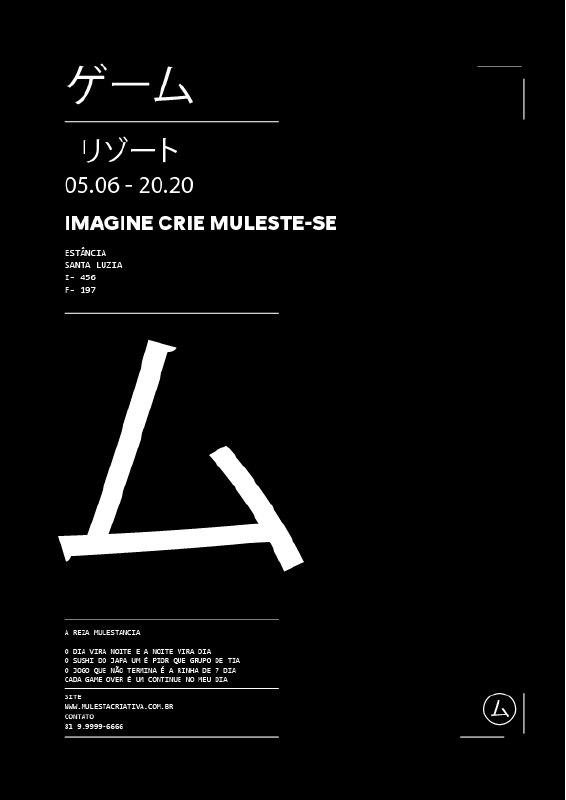 ゲーム
リゾート
05.06 - 20.20
IMAGINE CRIE MULESTE-SE
ESTÂNCIA
SANTA LUZIA
I- 456
F- 197
ム
A REZA MULESTANCIA
O DIA VIRA NOITE E A NOITE VIRA DIA
O SUSHI DO JAPA UM É PIOR QUE GRUPO DE TIA
O JOGO QUE NÃO TERMINA É A RINHA DE 7 DIA
CADA GAME OVER É UM CONTINUE NO MEU DIA
SITE
WWW.MULESTACRIATIVA.COM.BR
CONTATO
81 9.9999-6666
ム